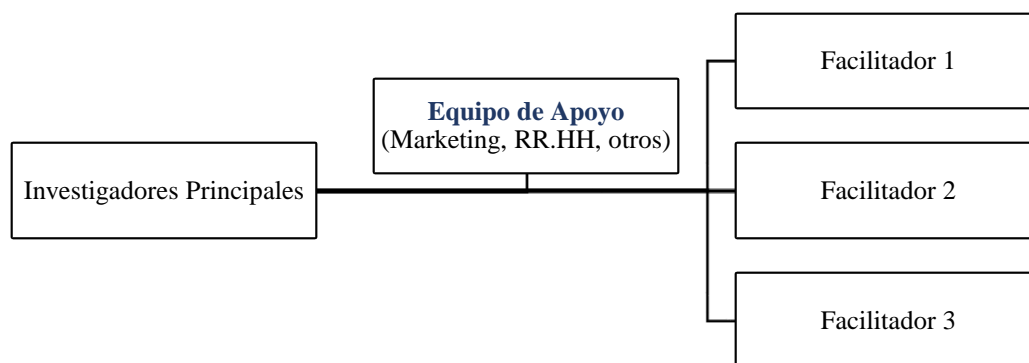 Investigadores Principales
Equipo de Apoyo
(Marketing, RR.HH, otros)
Facilitador 1
Facilitador 2
Facilitador 3